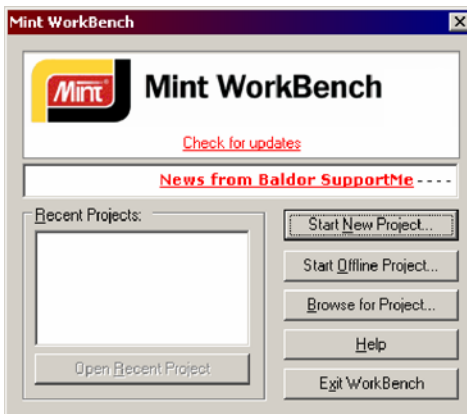 Mint WorkBench
Mint
Mint WorkBench
Check for updates
News from Baldor SupportMe----
Recent Projects:
Start New Project...
Start Offline Project...
Browse for Project...
Help
Open Recent Project
Exit WorkBench